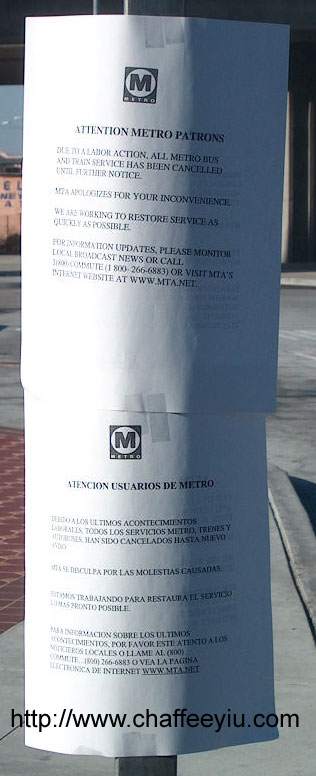 M
METRO
ATTENTION METRO PATRONS
DUE TO A LABOR ACTION, ALL METRO BUS
AND TRAIN SERVICE HAS BEEN CANCELLED
UNTIL FURTHER NOTICE.
MTA APOLOGIZES FOR YOUR INCONVENIENCE.
WE ARE WORKING TO RESTORE SERVICE AS
QUICKLY AS POSSIBLE.
FOR INFORMATION UPDATES, PLEASE MONITOR
LOCAL BROADCAST NEWS OR CALL
1(800) COMMUTE (1 800- 266-6883) OR VISIT MTA'S
INTERNET WEBSITE AT WWW.MTA.NET.
M
METRO
ATENCION USUARIOS DE METRO
DEBIDO A LOS ULTIMOS ACONTECIMIENTOS
LABORALES, TODOS LOS SERVICIOS METRO, TRENES Y
AUTOBUSES, HAN SIDO CANCELADOS HASTA NUEVO
AVISO.
MTA SE DISCULPA POR LAS MOLESTIAS CAUSADAS.
ESTAMOS TRABAJANDO PARA RESTAURA EL SERVICIO
LO MAS PRONTO POSIBLE.
PARA INFORMACION SOBRE LOS ULTIMOS
ACONTECIMIENTOS, POR FAVOR ESTE ATENTO A LOS
NOTICIEROS LOCALES O LLAME AL (800)
COMMUTE...(800) 266-6883 O VEA LA PAGINA
ELECTRONICA DE INTERNET WWW.MTA.NET
http://www.chaffeeyiu.com